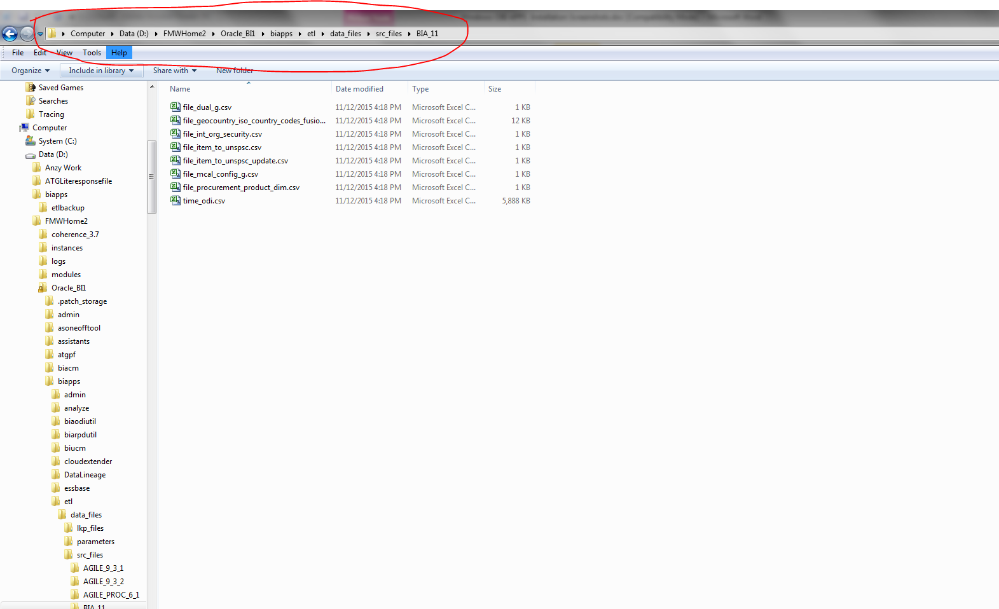 Computer Data (D:) FMWHome2 Oracle_BI1 biapps etl data_files src_files BIA_11
File Edit View Tools Help
Organize Include in library Share with New folder
Saved Games
Searches
Tracing
Computer
System (C:)
Data (D:)
Anzy Work
ATGLiteresponsefile
biapps
etlbackup
FMWHome2
coherence_3.7
instances
logs
modules
Oracle_BI1
.patch_storage
admin
asoneofftool
assistants
atgpf
biacm
biapps
admin
analyze
biaodiutil
biarpdutil
biucm
cloudextender
DataLineage
essbase
etl
data_files
lkp_files
parameters
src_files
AGILE_9_3_1
AGILE_9_3_2
AGILE_PROC_6_1
BIA_11
Name Date modified Type Size
file_dual_g.csv 11/12/2015 4:18 PM Microsoft Excel C... 1 KB
file_geocountry_iso_country_codes_fusio... 11/12/2015 4:18 PM Microsoft Excel C... 12 KB
file_int_org_security.csv 11/12/2015 4:18 PM Microsoft Excel C... 1 KB
file_item_to_unspsc.csv 11/12/2015 4:18 PM Microsoft Excel C... 1 KB
file_item_to_unspsc_update.csv 11/12/2015 4:18 PM Microsoft Excel C... 1 KB
file_mcal_config_g.csv 11/12/2015 4:18 PM Microsoft Excel C... 1 KB
file_procurement_product_dim.csv 11/12/2015 4:18 PM Microsoft Excel C... 1 KB
time_odi.csv 11/12/2015 4:18 PM Microsoft Excel C... 5,888 KB